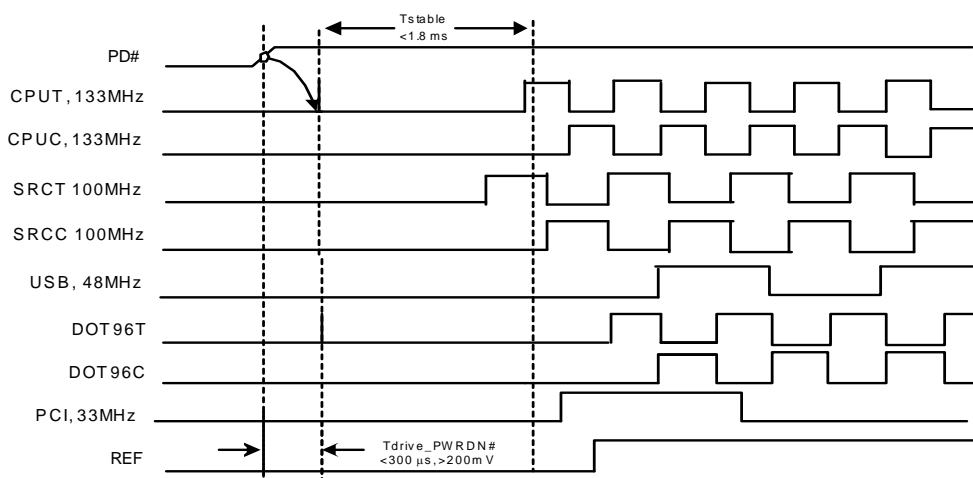 Tstable
<1.8 ms
PD#
CPUT, 133MHz
CPUC, 133MHz
SRCT 100MHz
SRCC 100MHz
USB, 48MHz
DOT96T
DOT96C
PCI, 33MHz
Tdrive_PWRDN#
<300 µs, >200mV
REF